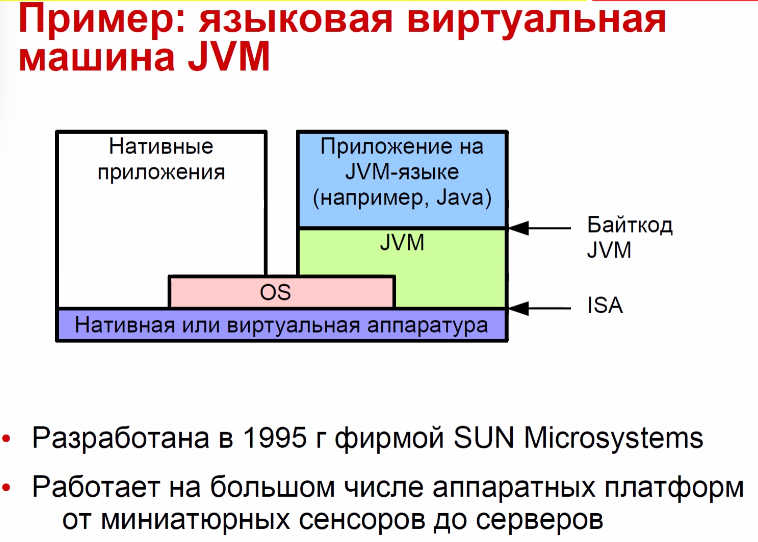 Пример: языковая виртуальная
машина JVM
Нативные
приложения
Приложение на
JVM-языке
(например, Java)
JVM
Байткод
JVM
OS
ISA
Нативная или виртуальная аппаратура
• Разработана в 1995 г фирмой SUN Microsystems
• Работает на большом числе аппаратных платформ
от миниатюрных сенсоров до серверов